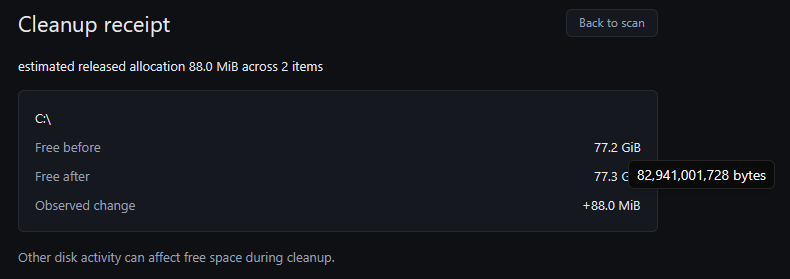 Cleanup receipt
Back to scan
estimated released allocation 88.0 MiB across 2 items
C:\
Free before 77.2 GiB
Free after 77.3 G
82,941,001,728 bytes
Observed change +88.0 MiB
Other disk activity can affect free space during cleanup.